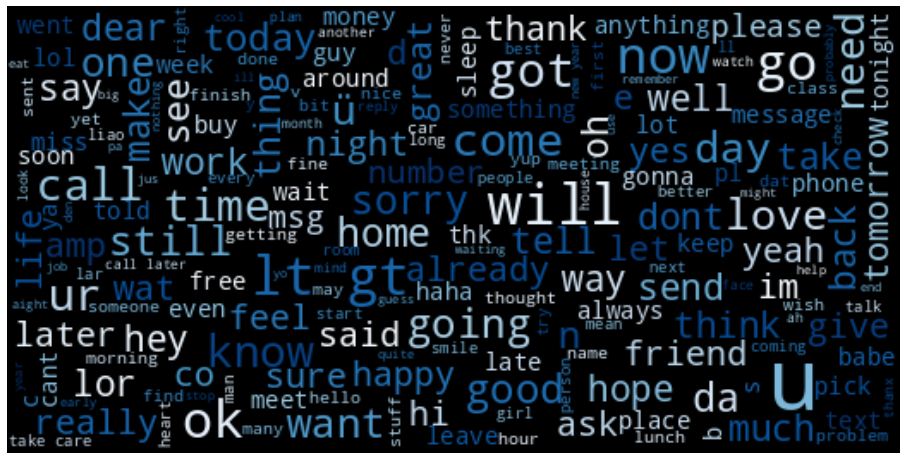 went dear right cool plan today another money guy never thank d best anything please ll
probably
lol one week done ill around great sleep got first now new year watch go need tonight
eat sent say big make see finish y v bit nice reply something e remember well class
yet nothing buy thing month ü car long oh lot message check
miss liao soon fine night come yup meeting use yes day take
look jus work every number people house gonna pl dat phone
call time wait sorry will better might tomorrow
ya den told msg thk dont love back
life amp still getting home room waiting tell let keep yeah
job lar call later free yo mind lt gt already way next face help
wat may guess haha thought send im end
aight ur someone even feel start try always wish talk
later hey said going n mean think ah give
smile
year cant morning know quite late name friend coming babe
c lor co man sure happy good person hope da s u pick
early find stop meet hello girl thanx
really heart ok many want stuff hi leave hour ask place lunch b much text problem
take care